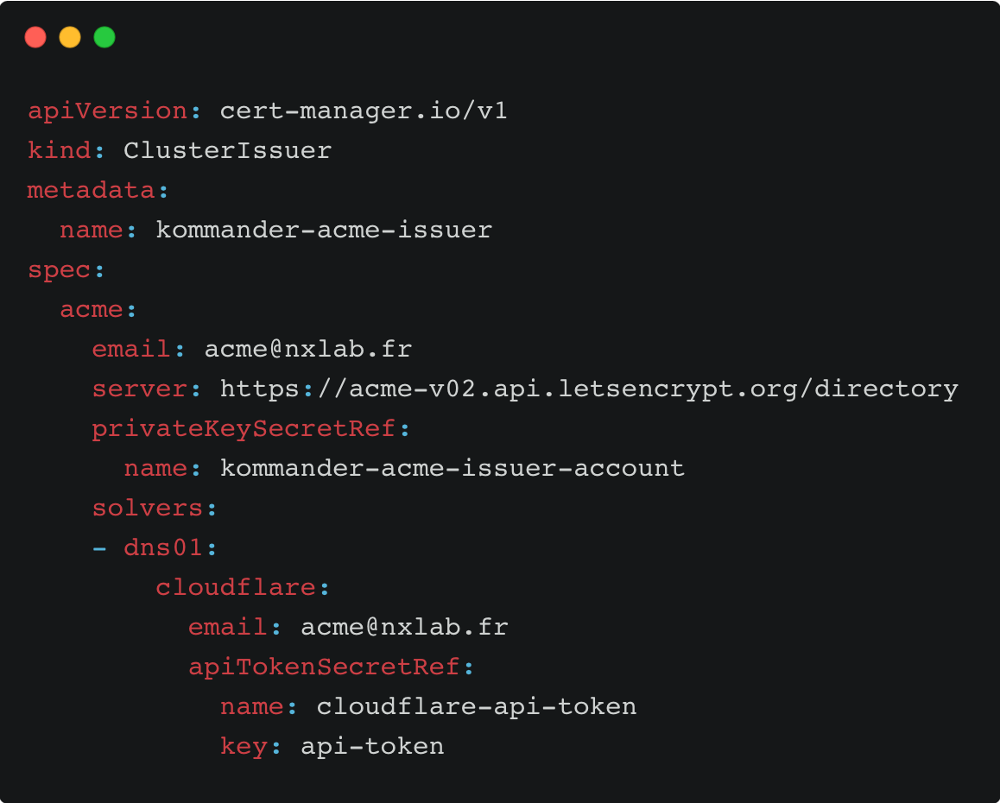 apiVersion: cert-manager.io/v1
kind: ClusterIssuer
metadata:
  name: kommander-acme-issuer
spec:
  acme:
    email: acme@nxlab.fr
    server: https://acme-v02.api.letsencrypt.org/directory
    privateKeySecretRef:
      name: kommander-acme-issuer-account
    solvers:
    - dns01:
        cloudflare:
          email: acme@nxlab.fr
          apiTokenSecretRef:
            name: cloudflare-api-token
            key: api-token